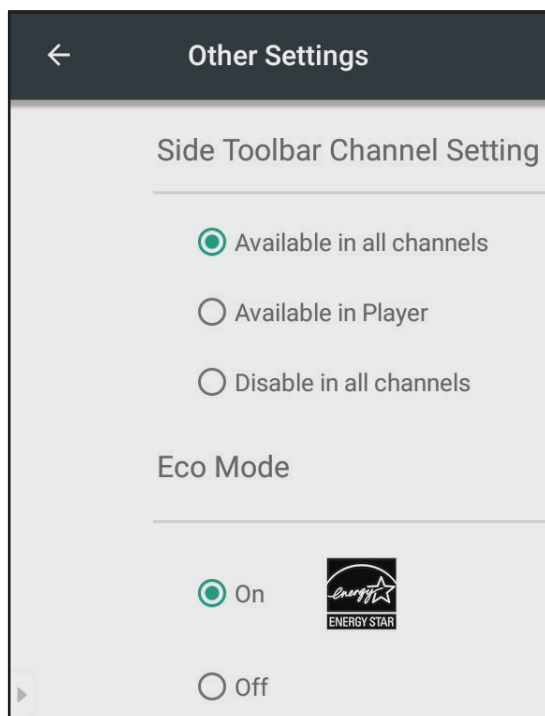 Other Settings
Side Toolbar Channel Setting
Available in all channels
Available in Player
Disable in all channels
Eco Mode
On
energy
ENERGY STAR
Off